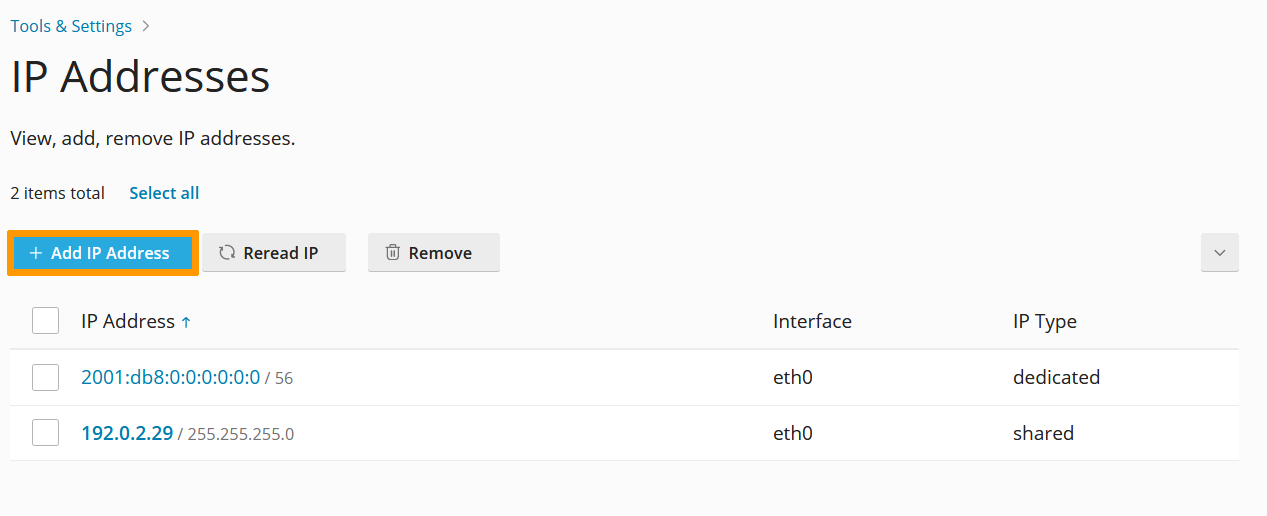 Tools & Settings >
IP Addresses
View, add, remove IP addresses.
2 items total Select all
+ Add IP Address Reread IP Remove
IP Address ↑ Interface IP Type
2001:db8:0:0:0:0:0:0 / 56 eth0 dedicated
192.0.2.29 / 255.255.255.0 eth0 shared